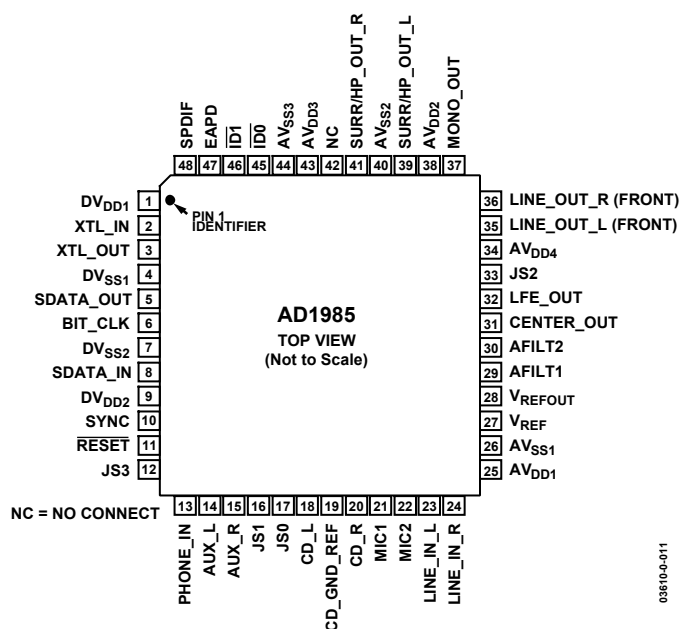 SPDIF
EAPD
ID1
ID0
AVSS3
AVDD3
NC
SURR/HP_OUT_R
AVSS2
SURR/HP_OUT_L
AVDD2
MONO_OUT
48 47 46 45 44 43 42 41 40 39 38 37
DVDD1 1
XTL_IN 2
XTL_OUT 3
DVSS1 4
SDATA_OUT 5
BIT_CLK 6
DVSS2 7
SDATA_IN 8
DVDD2 9
SYNC 10
RESET 11
JS3 12
PIN 1
IDENTIFIER
AD1985
TOP VIEW
(Not to Scale)
36 LINE_OUT_R (FRONT)
35 LINE_OUT_L (FRONT)
34 AVDD4
33 JS2
32 LFE_OUT
31 CENTER_OUT
30 AFILT2
29 AFILT1
28 VREFOUT
27 VREF
26 AVSS1
25 AVDD1
13 14 15 16 17 18 19 20 21 22 23 24
NC = NO CONNECT
PHONE_IN
AUX_L
AUX_R
JS1
JS0
CD_L
CD_GND_REF
CD_R
MIC1
MIC2
LINE_IN_L
LINE_IN_R
03610-0-011